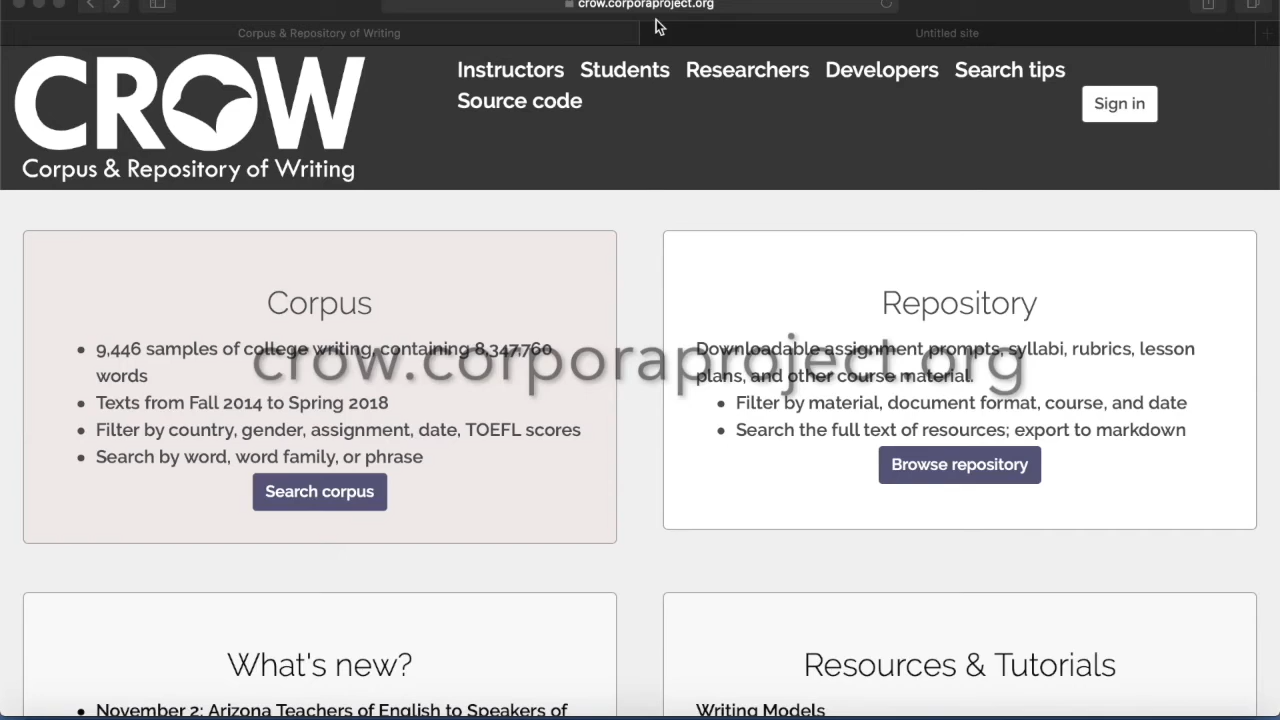 crow.corporaproject.org
Corpus & Repository of Writing
Untitled site
CROW
Corpus & Repository of Writing
Instructors Students Researchers Developers Search tips
Source code
Sign in
Corpus
9,446 samples of college writing, containing 8,347,760
words
Texts from Fall 2014 to Spring 2018
Filter by country, gender, assignment, date, TOEFL scores
Search by word, word family, or phrase
Search corpus
Repository
Downloadable assignment prompts, syllabi, rubrics, lesson
plans, and other course material.
Filter by material, document format, course, and date
Search the full text of resources; export to markdown
Browse repository
crow.corporaproject.org
What's new?
November 2: Arizona Teachers of English to Speakers of
Resources & Tutorials
Writing Models